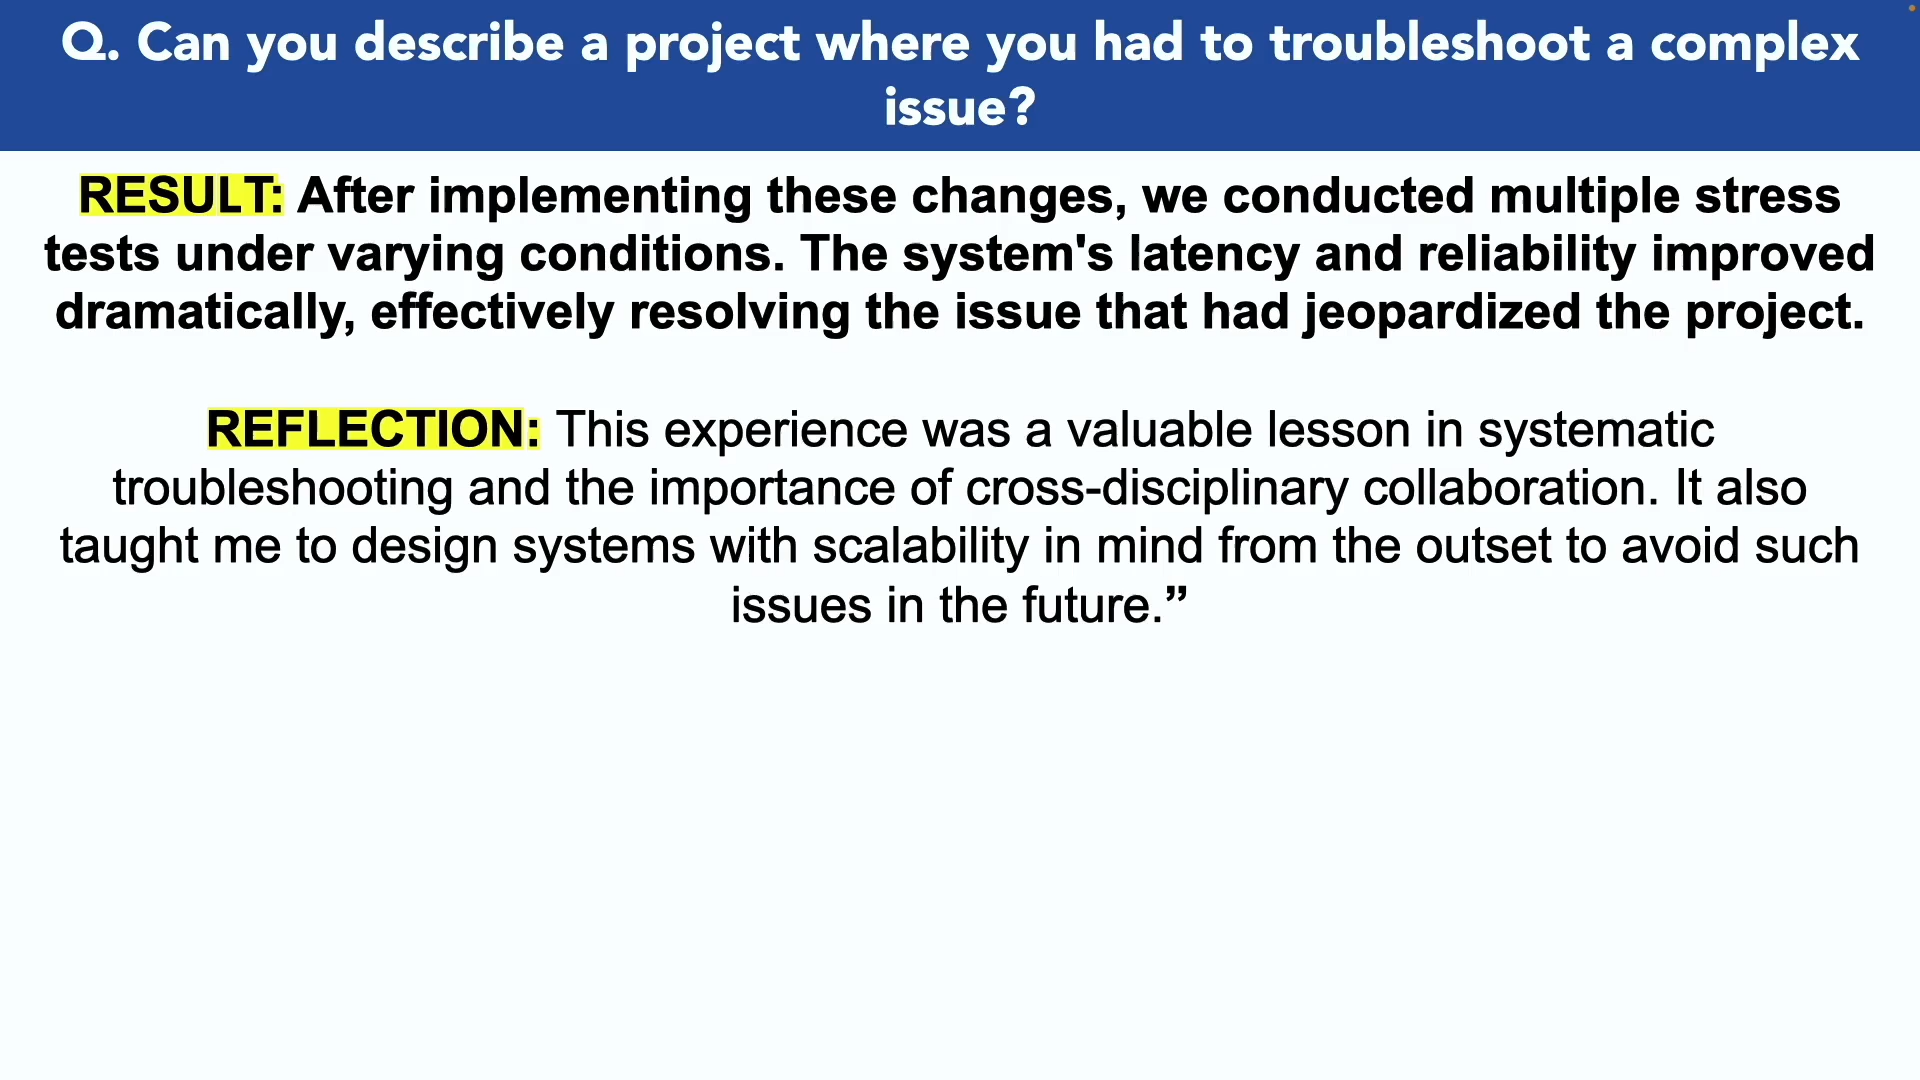 Q. Can you describe a project where you had to troubleshoot a complex
issue?
RESULT: After implementing these changes, we conducted multiple stress
tests under varying conditions. The system's latency and reliability improved
dramatically, effectively resolving the issue that had jeopardized the project.
REFLECTION: This experience was a valuable lesson in systematic
troubleshooting and the importance of cross-disciplinary collaboration. It also
taught me to design systems with scalability in mind from the outset to avoid such
issues in the future.”